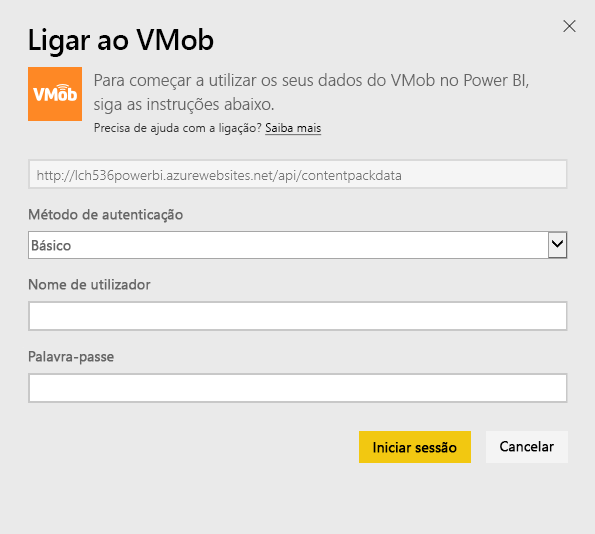 Ligar ao VMob
VMob
Para começar a utilizar os seus dados do VMob no Power BI,
siga as instruções abaixo.
Precisa de ajuda com a ligação? Saiba mais
http://lch536powerbi.azurewebsites.net/api/contentpackdata
Método de autenticação
Básico
Nome de utilizador
Palavra-passe
Iniciar sessão
Cancelar